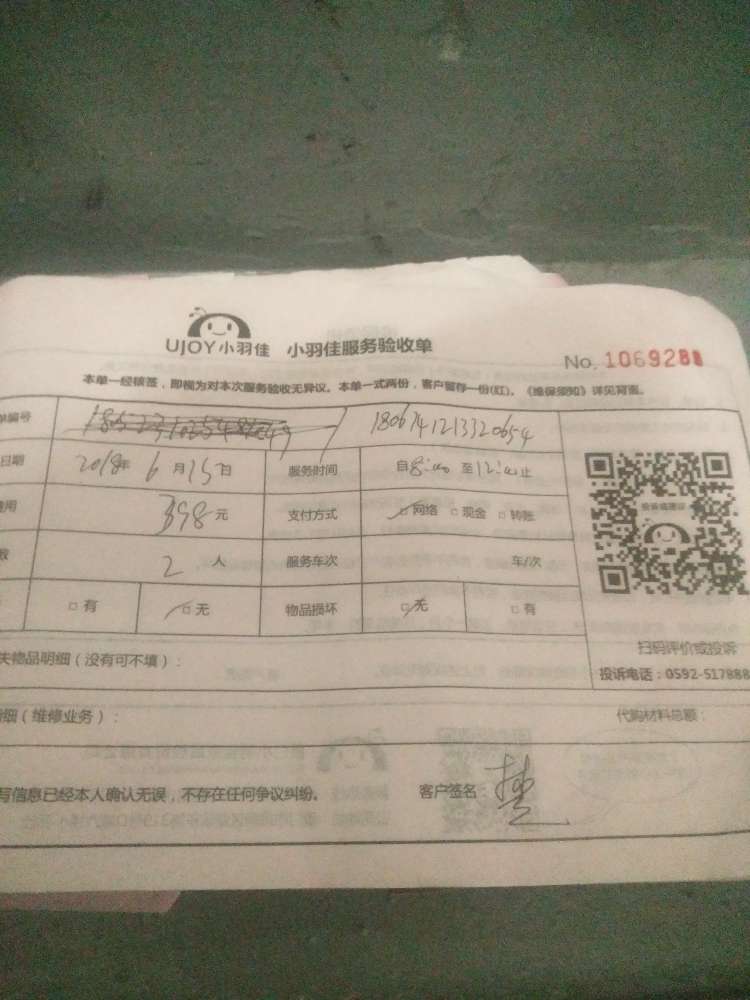 UJOY小羽佳 小羽佳服务验收单
No. 1069288
本单一经核签，即视为对本次服务验收无异议。本单一式两份，客户留存一份(红)。《维保须知》详见背面。
单编号 1806141213320654
日期 2018年6月15日 服务时间 自8:00 至12:00止
费用 398元 支付方式 □网络 □现金 □转账
数 2人 服务车次 车/次
□有 □无 物品损坏 □无 □有
投诉或建议
扫码评价或投诉
失物品明细（没有可不填）：
投诉电话：0592-517888
细（维修业务）： 代购材料总额：
写信息已经本人确认无误，不存在任何争议纠纷。 客户签名：